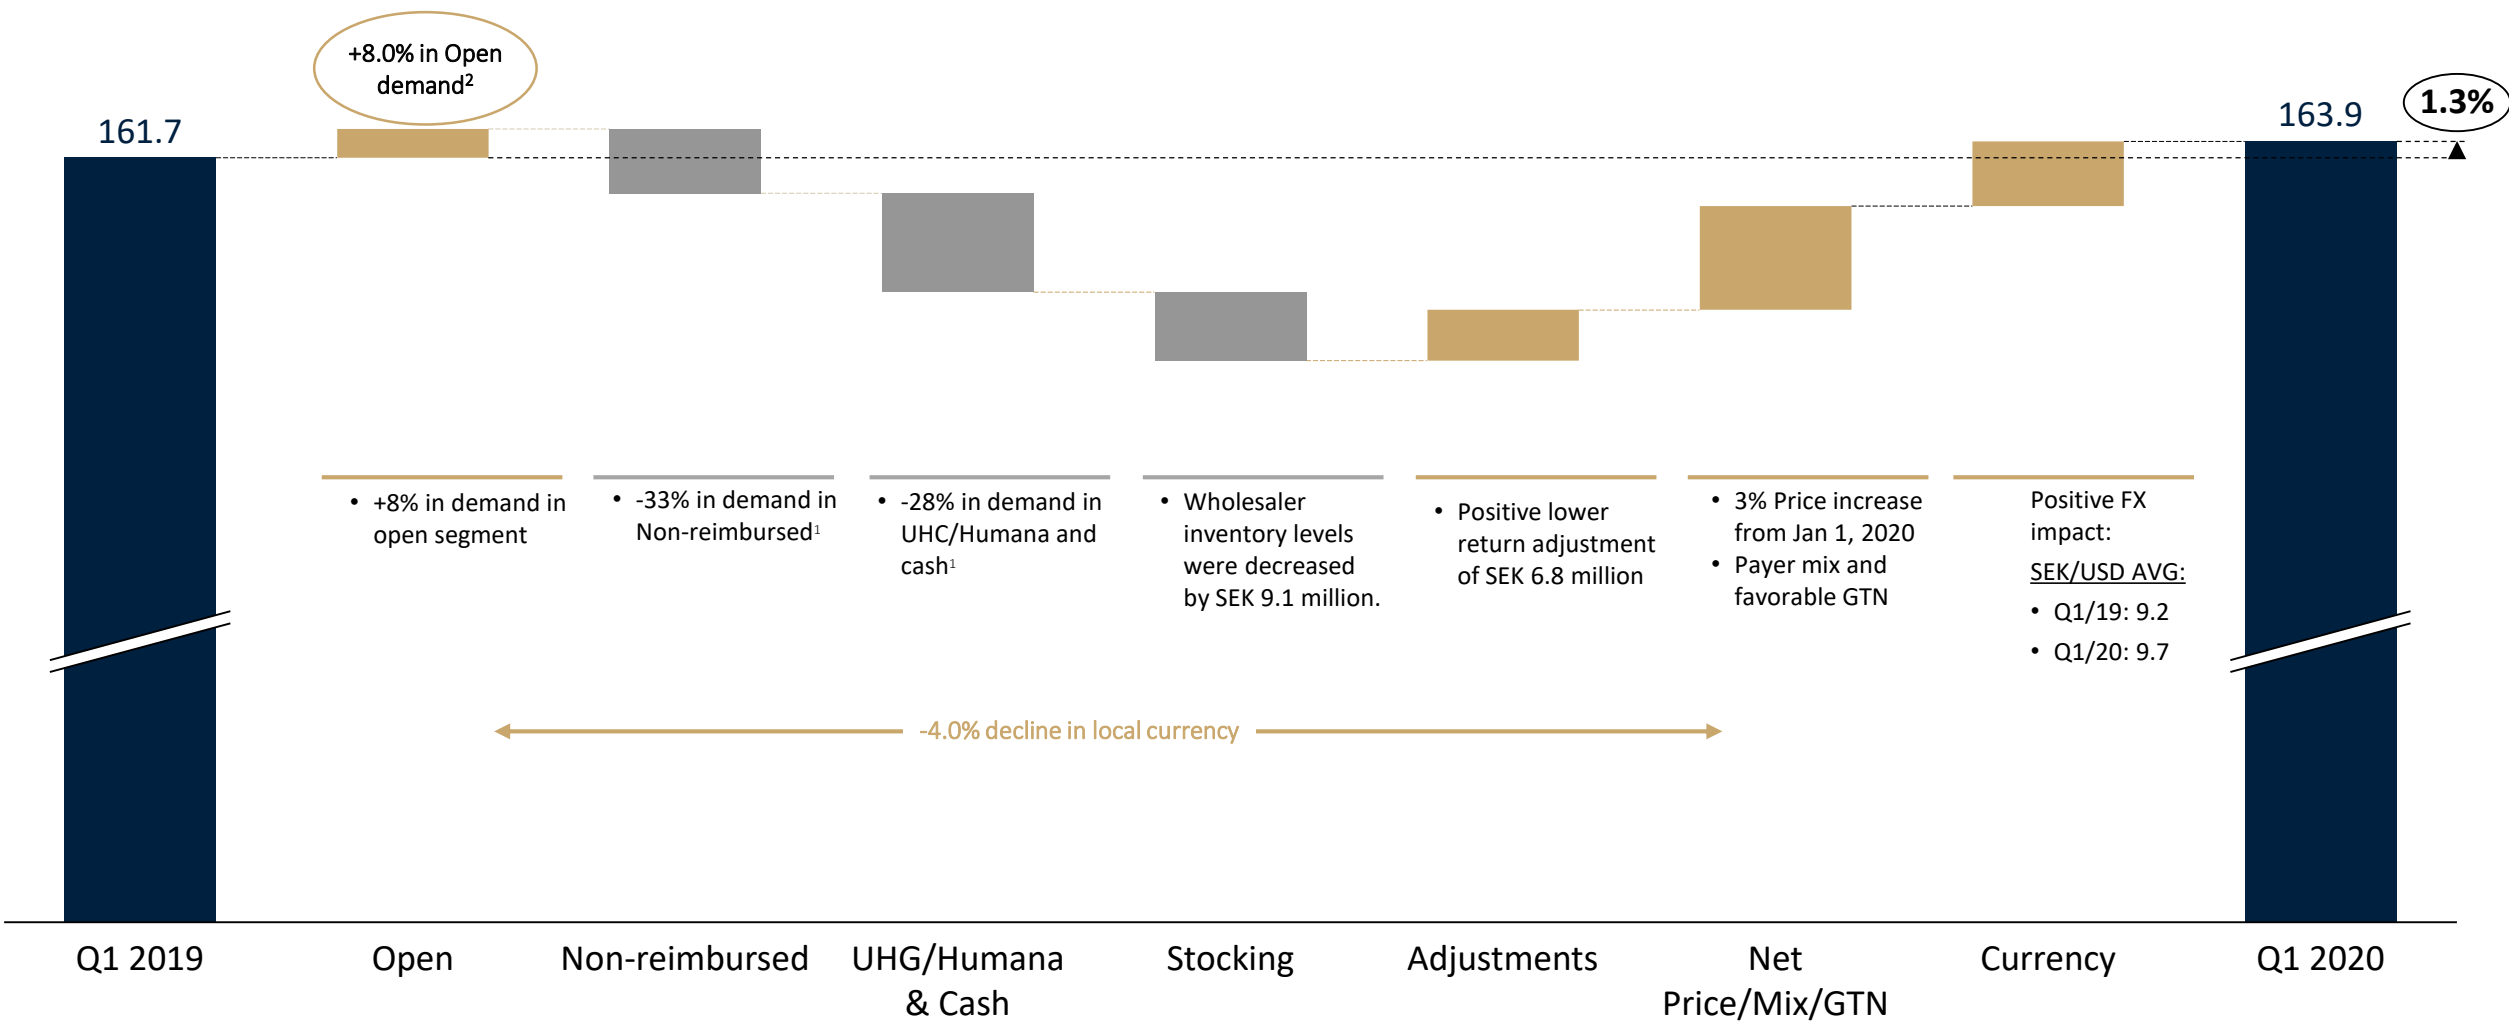 +8.0% in Open
demand²
161.7
163.9
1.3%
• +8% in demand in
open segment
• -33% in demand in
Non-reimbursed¹
• -28% in demand in
UHC/Humana and
cash¹
• Wholesaler
inventory levels
were decreased
by SEK 9.1 million.
• Positive lower
return adjustment
of SEK 6.8 million
• 3% Price increase
from Jan 1, 2020
• Payer mix and
favorable GTN
Positive FX
impact:
SEK/USD AVG:
• Q1/19: 9.2
• Q1/20: 9.7
-4.0% decline in local currency
Q1 2019
Open
Non-reimbursed
UHG/Humana
& Cash
Stocking
Adjustments
Net
Price/Mix/GTN
Currency
Q1 2020